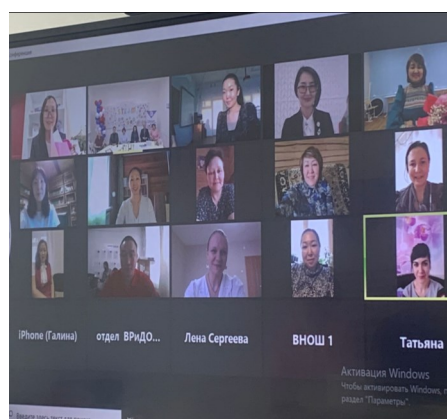 iPhone (Галина)
отдел ВРиДО...
Лена Сергеева
ВНОШ 1
Татьяна
Активация Windows
Чтобы активировать Windows,
раздел "Параметры".